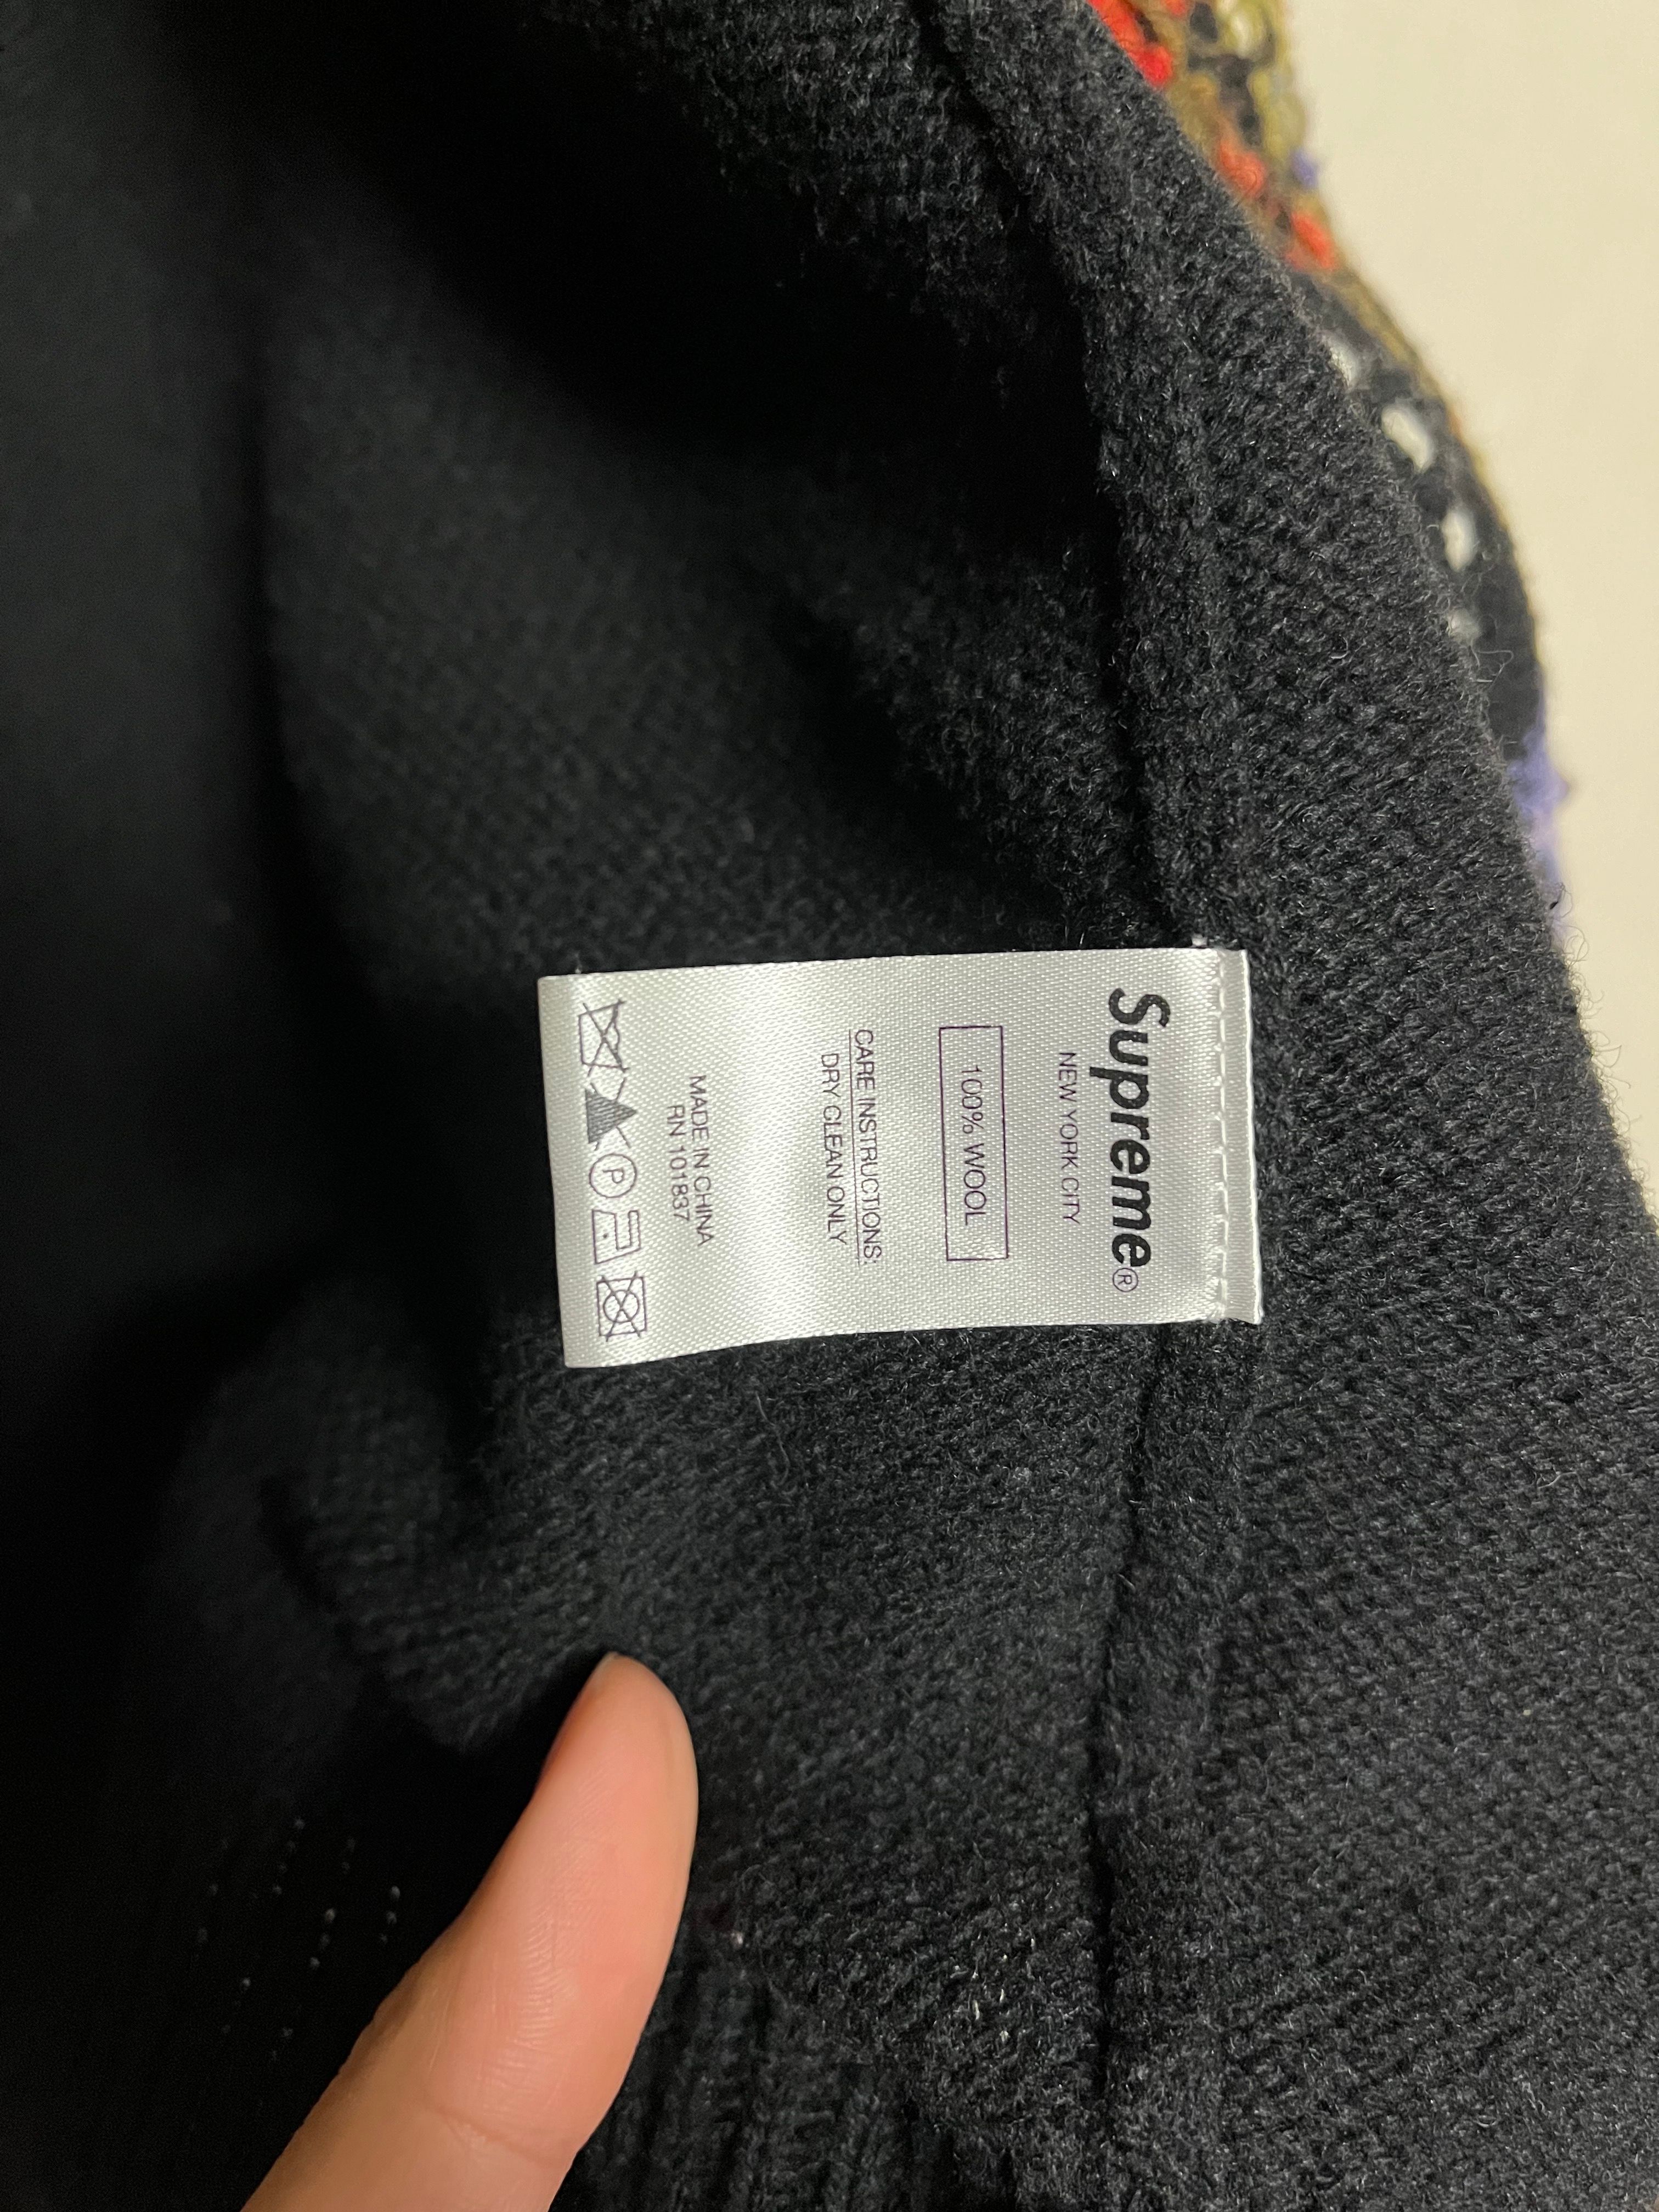 Supreme®
NEW YORK CITY
100% WOOL
CARE INSTRUCTIONS:
DRY CLEAN ONLY
MADE IN CHINA
RN 101837
P